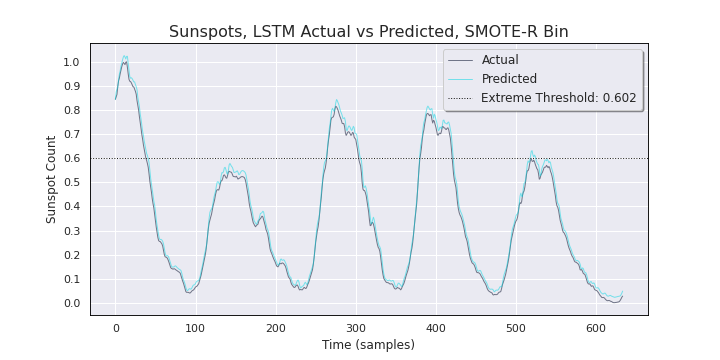 Sunspots, LSTM Actual vs Predicted, SMOTE-R Bin
Actual
Predicted
Extreme Threshold: 0.602
Sunspot Count
1.0
0.9
0.8
0.7
0.6
0.5
0.4
0.3
0.2
0.1
0.0
0 100 200 300 400 500 600
Time (samples)